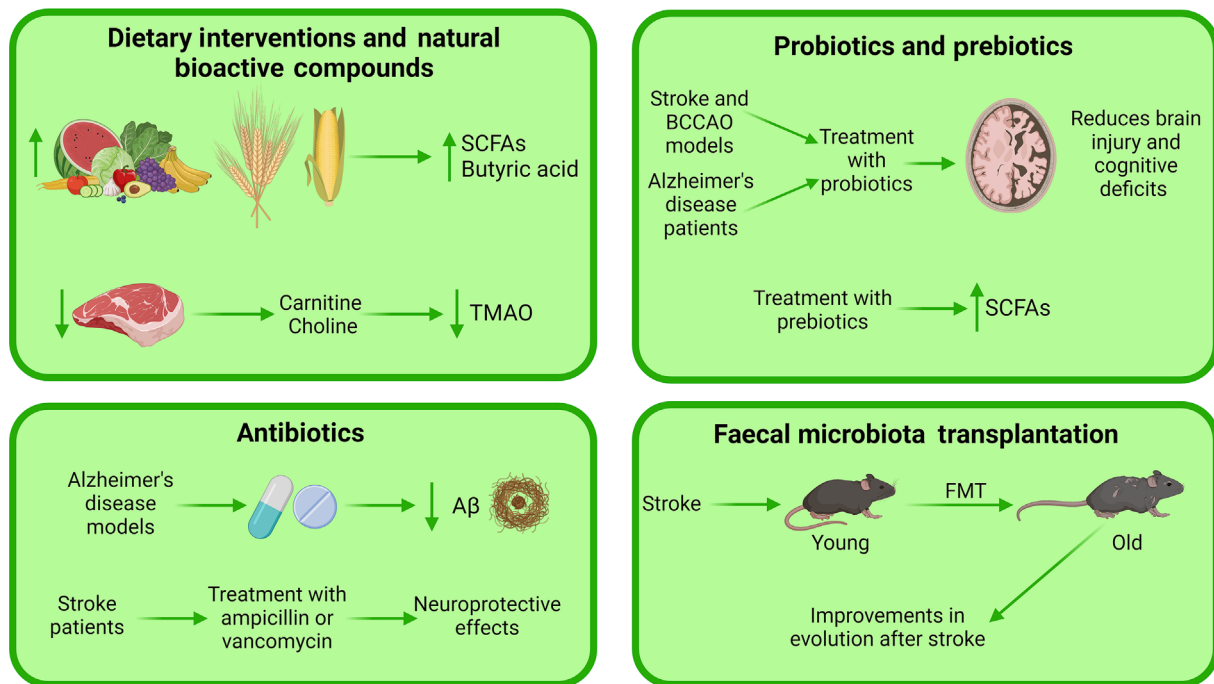 Dietary interventions and natural
bioactive compounds
SCFAs
Butyric acid
Carnitine
Choline
TMAO
Probiotics and prebiotics
Stroke and
BCCAO
models
Alzheimer's
disease
patients
Treatment
with
probiotics
Reduces brain
injury and
cognitive
deficits
Treatment with
prebiotics
SCFAs
Antibiotics
Alzheimer's
disease
models
Aβ
Stroke
patients
Treatment with
ampicillin or
vancomycin
Neuroprotective
effects
Faecal microbiota transplantation
Stroke
Young
FMT
Old
Improvements in
evolution after stroke